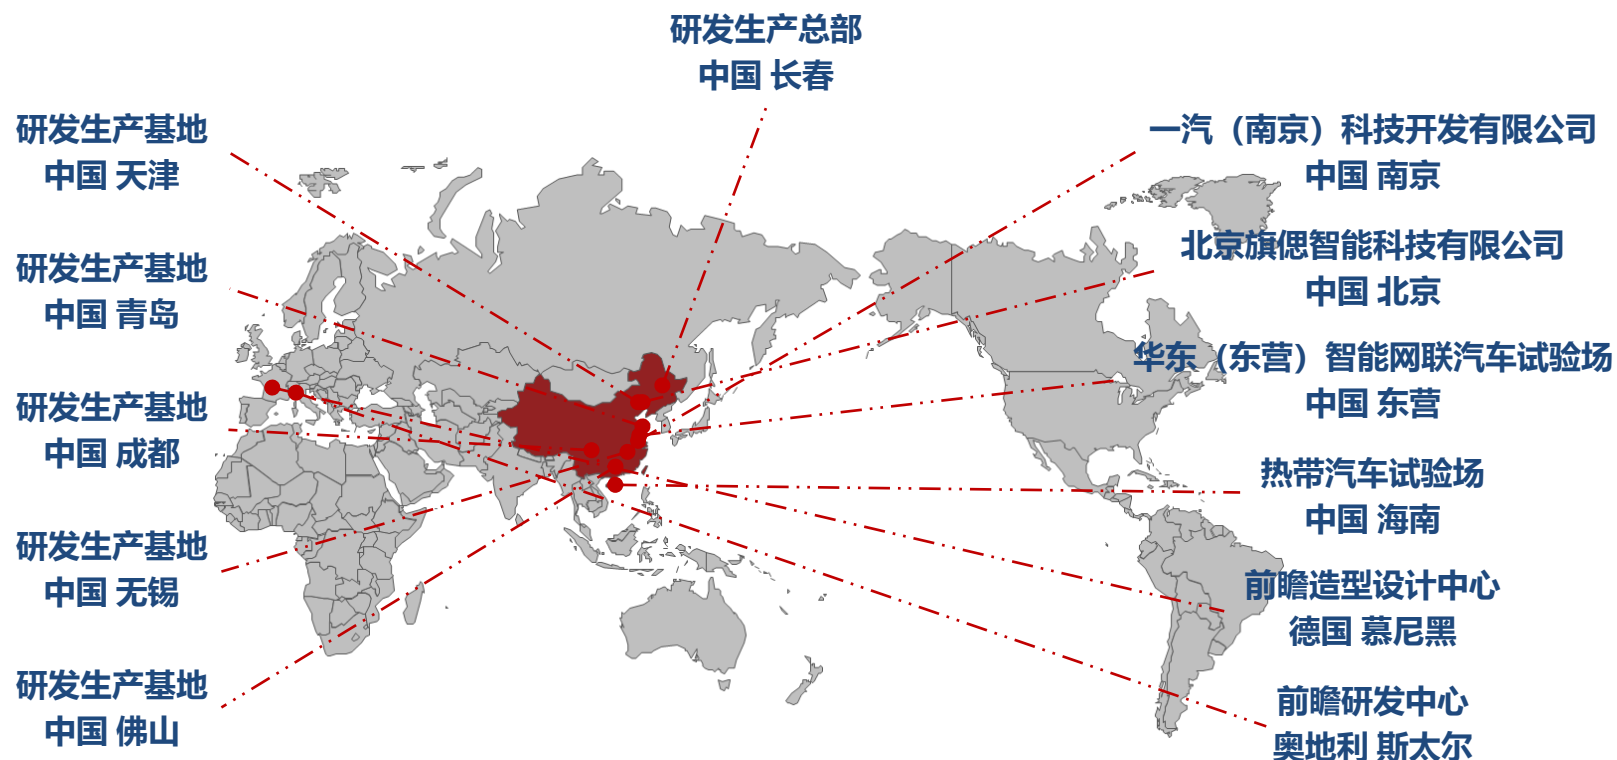 研发生产总部
中国 长春
研发生产基地
中国 天津
研发生产基地
中国 青岛
研发生产基地
中国 成都
研发生产基地
中国 无锡
研发生产基地
中国 佛山
一汽（南京）科技开发有限公司
中国 南京
北京旗偲智能科技有限公司
中国 北京
华东（东营）智能网联汽车试验场
中国 东营
热带汽车试验场
中国 海南
前瞻造型设计中心
德国 慕尼黑
前瞻研发中心
奥地利 斯太尔